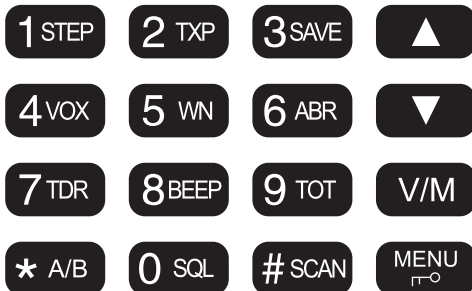 1 STEP 2 TXP 3 SAVE ▲
4 VOX 5 WN 6 ABR ▼
7 TDR 8 BEEP 9 TOT V/M
* A/B 0 SQL # SCAN MENU